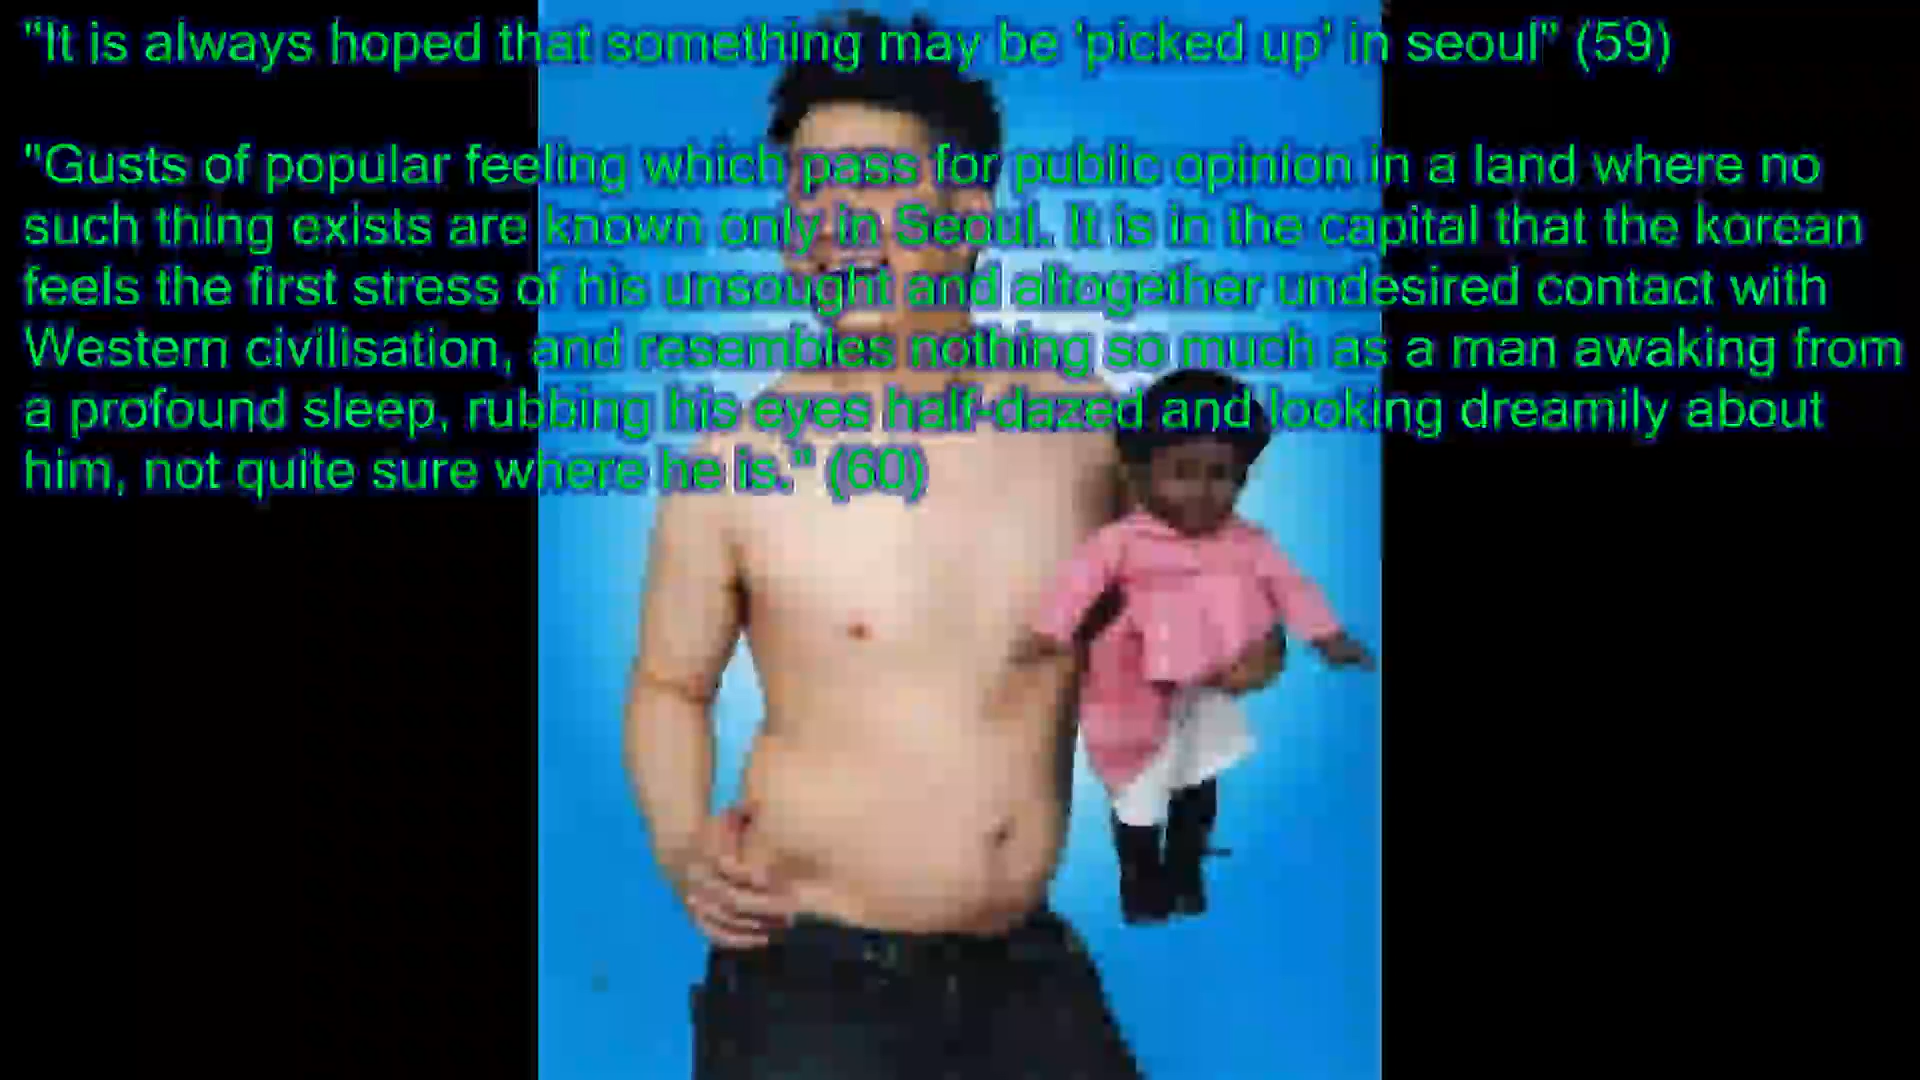 "It is always hoped that something may be 'picked up' in seoul" (59)
"Gusts of popular feeling which pass for public opinion in a land where no
such thing exists are known only in Seoul. It is in the capital that the korean
feels the first stress of his unsought and altogether undesired contact with
Western civilisation, and resembles nothing so much as a man awaking from
a profound sleep, rubbing his eyes half-dazed and looking dreamily about
him, not quite sure where he is." (60)